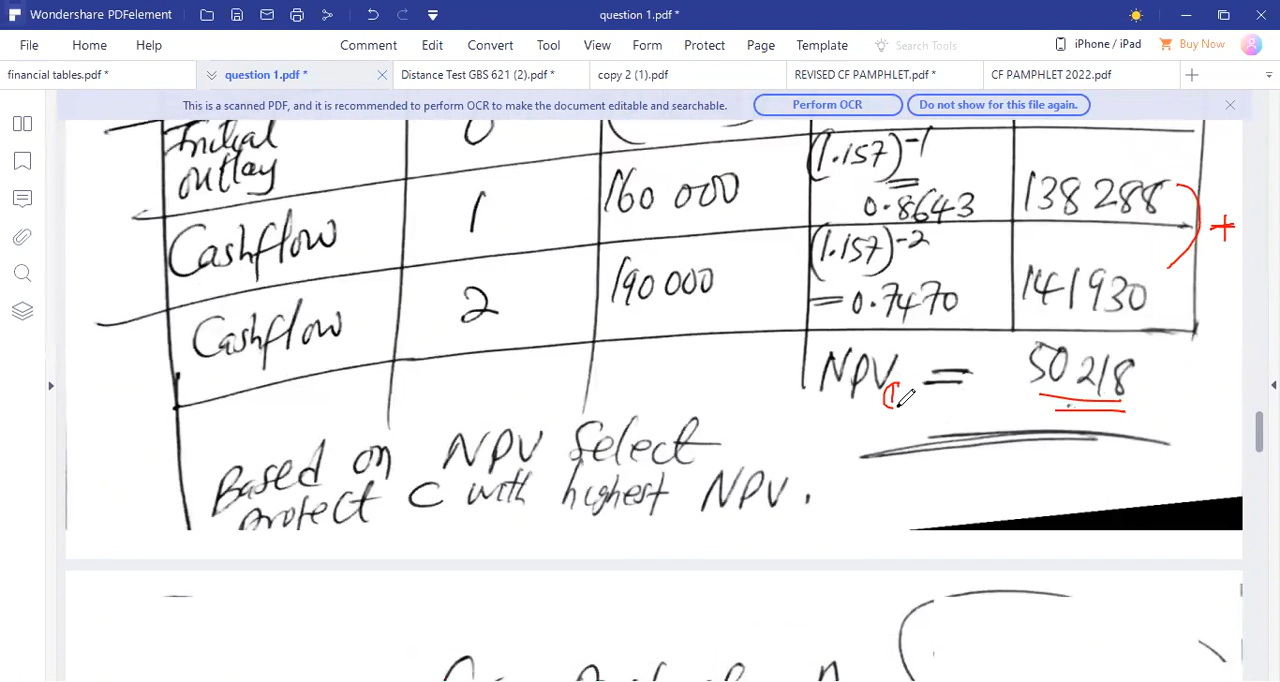 Wondershare PDFelement
question 1.pdf *
File Home Help Comment Edit Convert Tool View Form Protect Page Template Search Tools iPhone / iPad Buy Now
financial tables.pdf * question 1.pdf * Distance Test GBS 621 (2).pdf * copy 2 (1).pdf REVISED CF PAMPHLET.pdf * CF PAMPHLET 2022.pdf
This is a scanned PDF, and it is recommended to perform OCR to make the document editable and searchable. Perform OCR Do not show for this file again.
Initial
outlay 0
Cashflow 1 160 000 (1.157)-1
0.8643 138 288
+
Cashflow 2 190 000 (1.157)-2
= 0.7470 141 930
NPV = 50 218
Based on NPV Select
protect C with highest NPV.